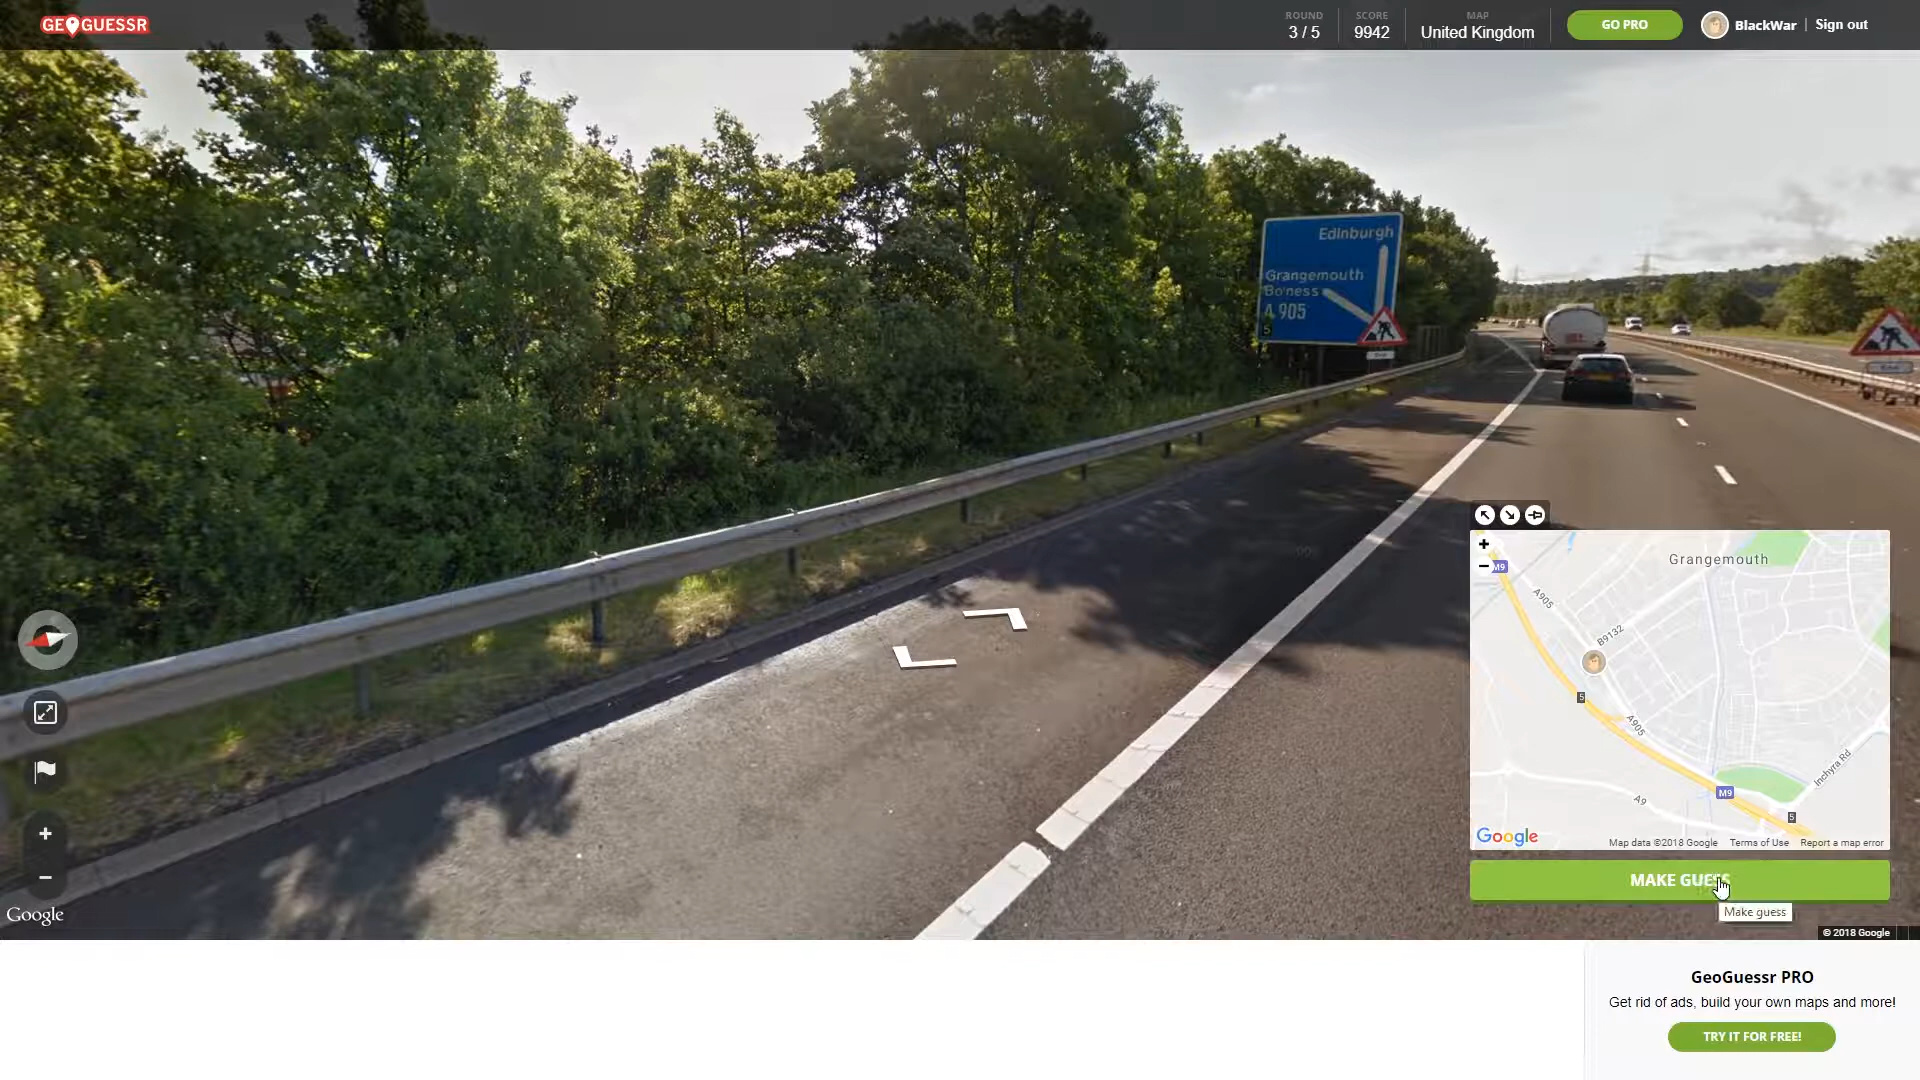 GEOGUESSR
ROUND
3 / 5
SCORE
9942
MAP
United Kingdom
GO PRO
BlackWar
Sign out
Edinburgh
Grangemouth
Bo'ness
A 905
5
Grangemouth
+
−
M9
A905
B9132
5
A905
Inchyra Rd
M9
A9
5
Google
Map data ©2018 Google
Terms of Use
Report a map error
MAKE GUESS
Make guess
+
−
Google
© 2018 Google
GeoGuessr PRO
Get rid of ads, build your own maps and more!
TRY IT FOR FREE!